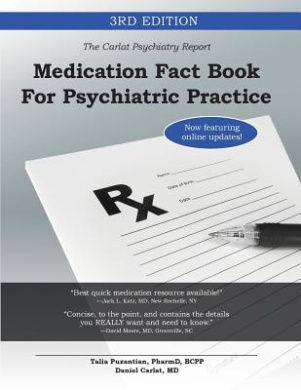 3RD EDITION
The Carlat Psychiatry Report
Medication Fact Book
For Psychiatric Practice
Now featuring
online updates!
Name
Date of Birth
Date
Rx
"Best quick medication resource available!"
—Jack L. Katz, MD, New Rochelle, NY
"Concise, to the point, and contains the details
you REALLY want and need to know."
—David Moore, MD, Greenville, SC
Talia Puzantian, PharmD, BCPP
Daniel Carlat, MD